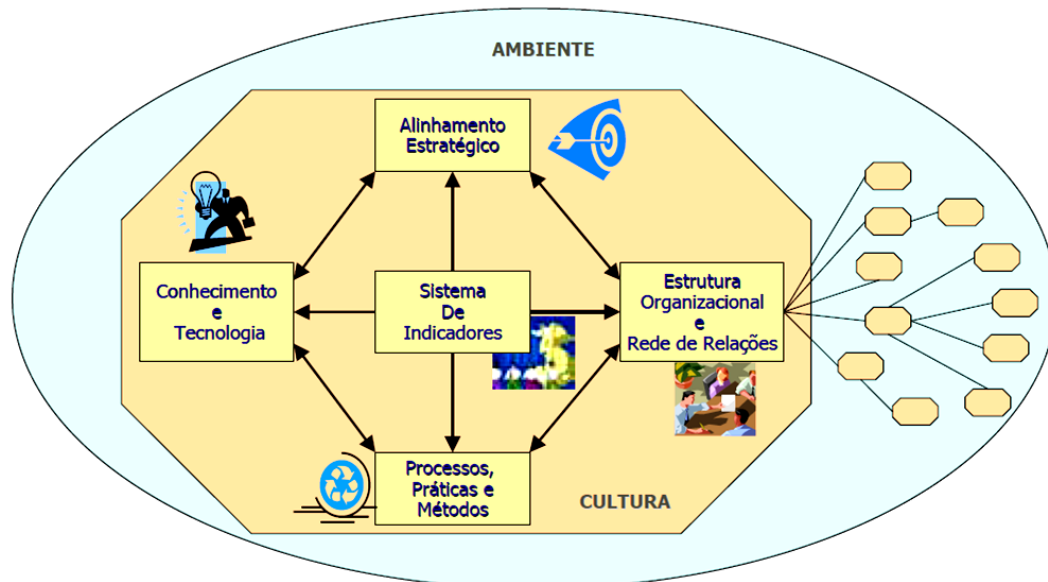 AMBIENTE
Alinhamento
Estratégico
Conhecimento
e
Tecnologia
Sistema
De
Indicadores
Estrutura
Organizacional
e
Rede de Relações
Processos,
Práticas e
Métodos
CULTURA